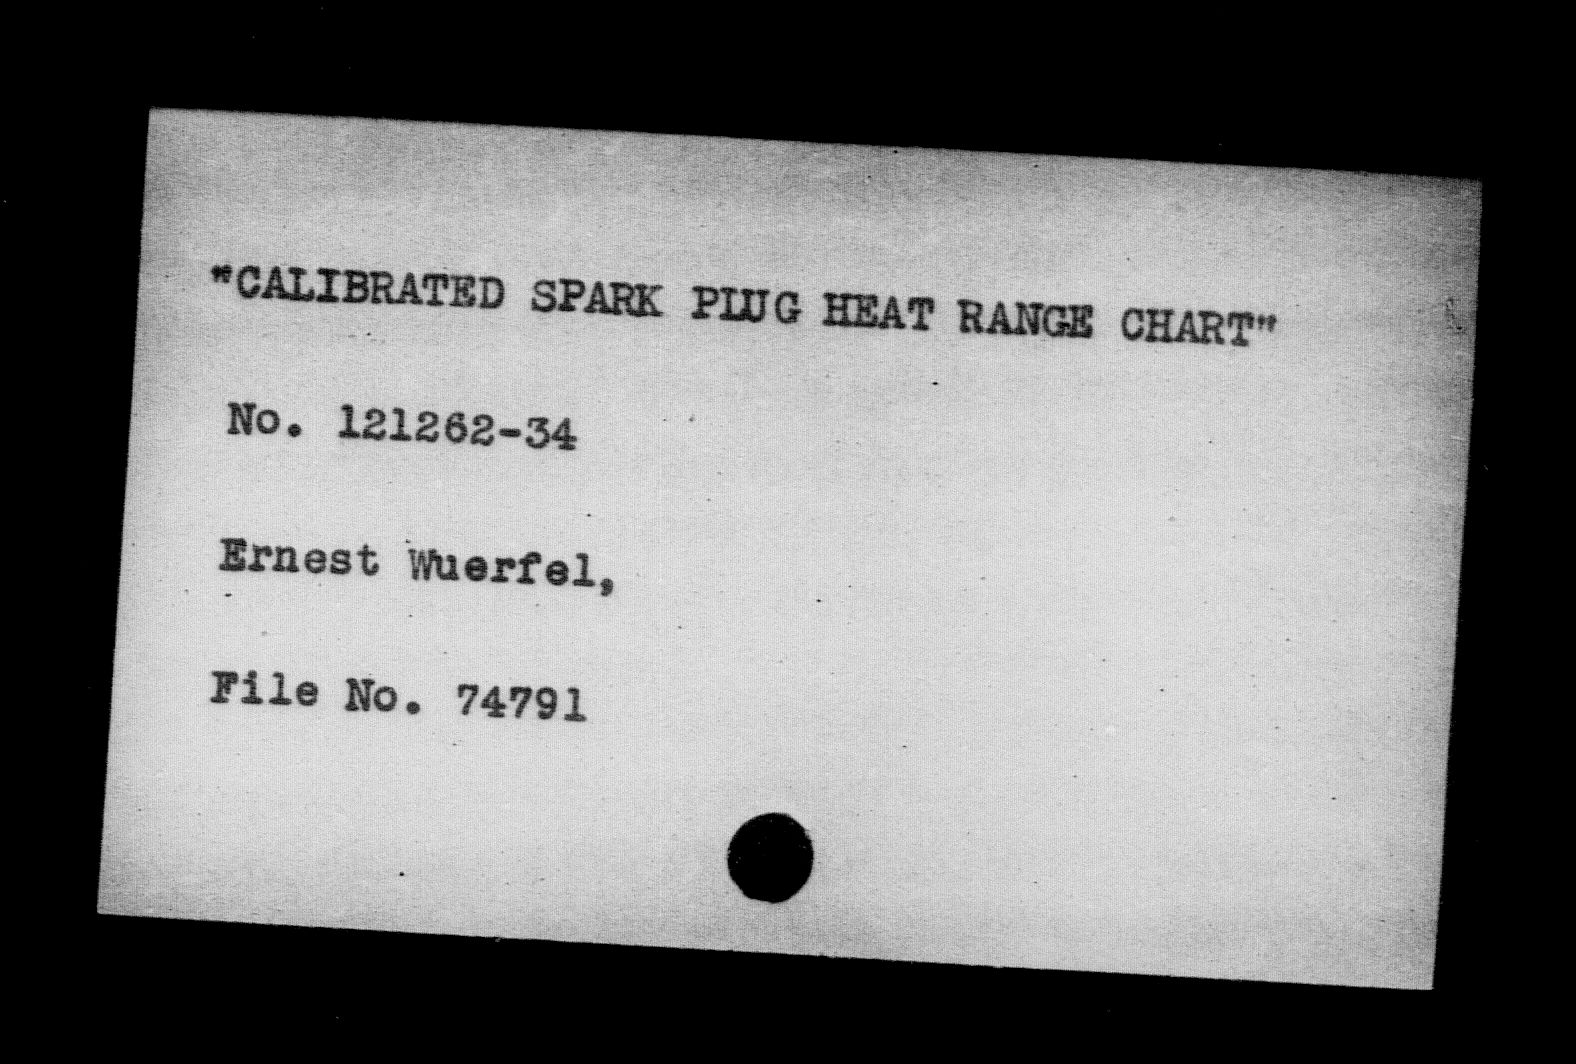 "CALIBRATED SPARK PLUG HEAT RANGE CHART"
No. 121262-34
Ernest Wuerfel,
File No. 74791